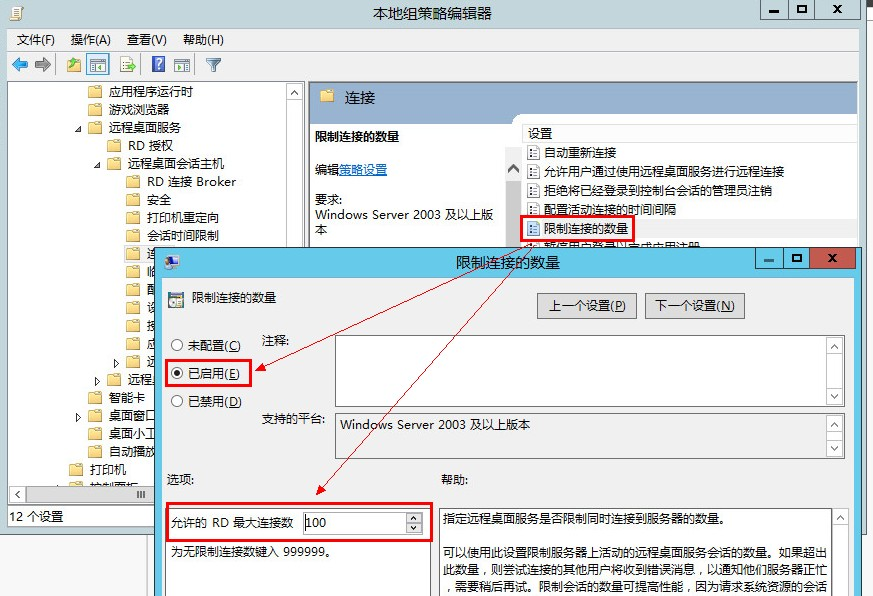 本地组策略编辑器
文件(F) 操作(A) 查看(V) 帮助(H)
应用程序运行时
游戏浏览器
远程桌面服务
RD 授权
远程桌面会话主机
RD 连接 Broker
安全
打印机重定向
会话时间限制
远程
智能卡
桌面窗口
桌面小工
自动播放
打印机
12 个设置
连接
限制连接的数量
编辑策略设置
要求:
Windows Server 2003 及以上版
本
设置
自动重新连接
允许用户通过使用远程桌面服务进行远程连接
拒绝将已经登录到控制台会话的管理员注销
配置活动连接的时间间隔
限制连接的数量
限制连接的数量
限制连接的数量
上一个设置(P) 下一个设置(N)
未配置(C) 注释:
已启用(E)
已禁用(D)
支持的平台: Windows Server 2003 及以上版本
选项: 帮助:
允许的 RD 最大连接数 100
为无限制连接数键入 999999。
指定远程桌面服务是否限制同时连接到服务器的数量。
可以使用此设置限制服务器上活动的远程桌面服务会话的数量。如果超出
此数量，则尝试连接的其他用户将收到错误消息，以通知他们服务器正忙
，需要稍后再试。限制会话的数量可提高性能，因为请求系统资源的会话